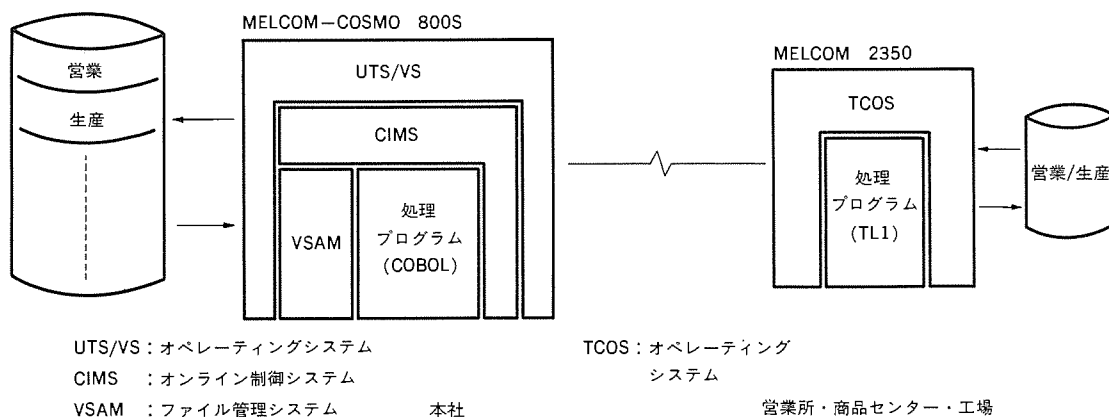 MELCOM-COSMO 800S
営業
生産
UTS/VS
CIMS
VSAM
処理
プログラム
(COBOL)
MELCOM 2350
TCOS
処理
プログラム
(TL1)
営業/生産
UTS/VS:オペレーティングシステム
CIMS :オンライン制御システム
VSAM :ファイル管理システム
本社
TCOS:オペレーティング
システム
営業所・商品センター・工場